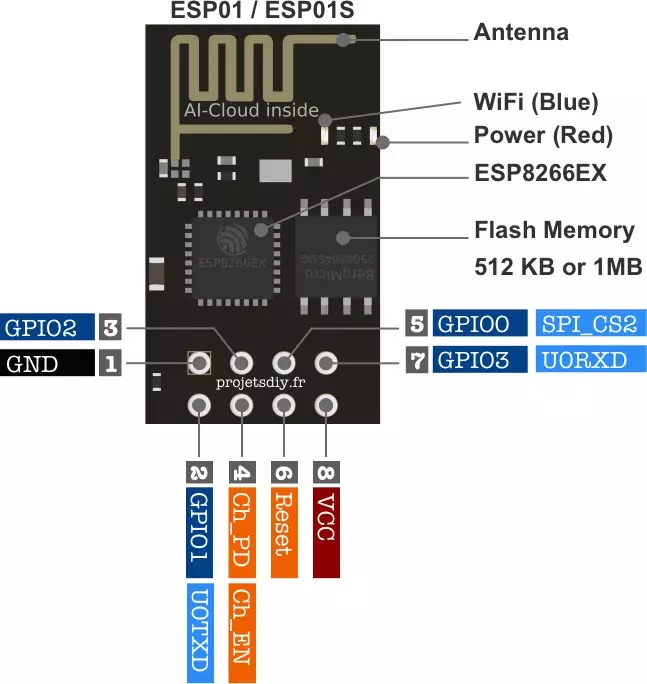 ESP01 / ESP01S
Antenna
AI-Cloud inside
WiFi (Blue)
Power (Red)
ESP8266EX
Flash Memory
512 KB or 1MB
ESP8266EX
BergMicro
GPIO2 3
GND 1
5 GPIO0 SPI_CS2
7 GPIO3 U0RXD
projetsdiy.fr
2 GPIO1 U0TXD
4 Ch_PD Ch_EN
6 Reset
8 VCC